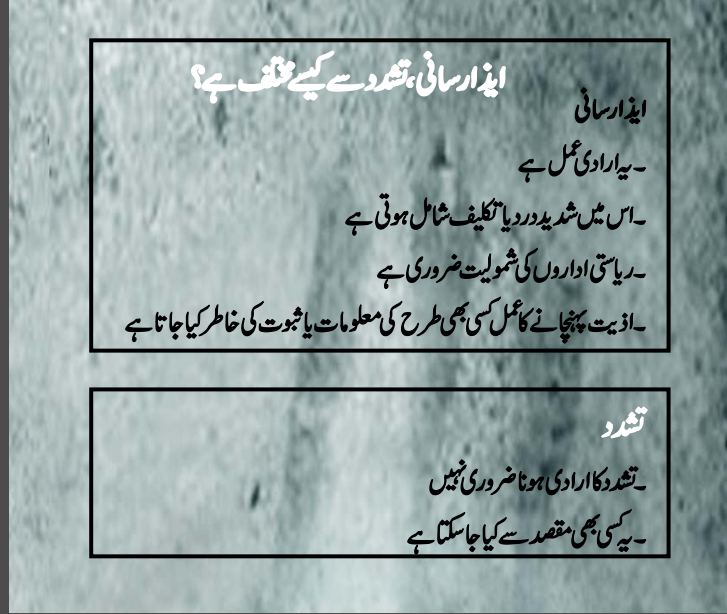 ایذارسانی، تشدد سے کیسے مختلف ہے؟
ایذارسانی
۔یہ ارادی عمل ہے
۔اس میں شدید درد یا تکلیف شامل ہوتی ہے
۔ریاستی اداروں کی شمولیت ضروری ہے
۔اذیت پہنچانے کا عمل کسی بھی طرح کی معلومات یا ثبوت کی خاطر کیا جاتا ہے
تشدد
۔تشدد کا ارادی ہونا ضروری نہیں
۔یہ کسی بھی مقصد سے کیا جا سکتا ہے